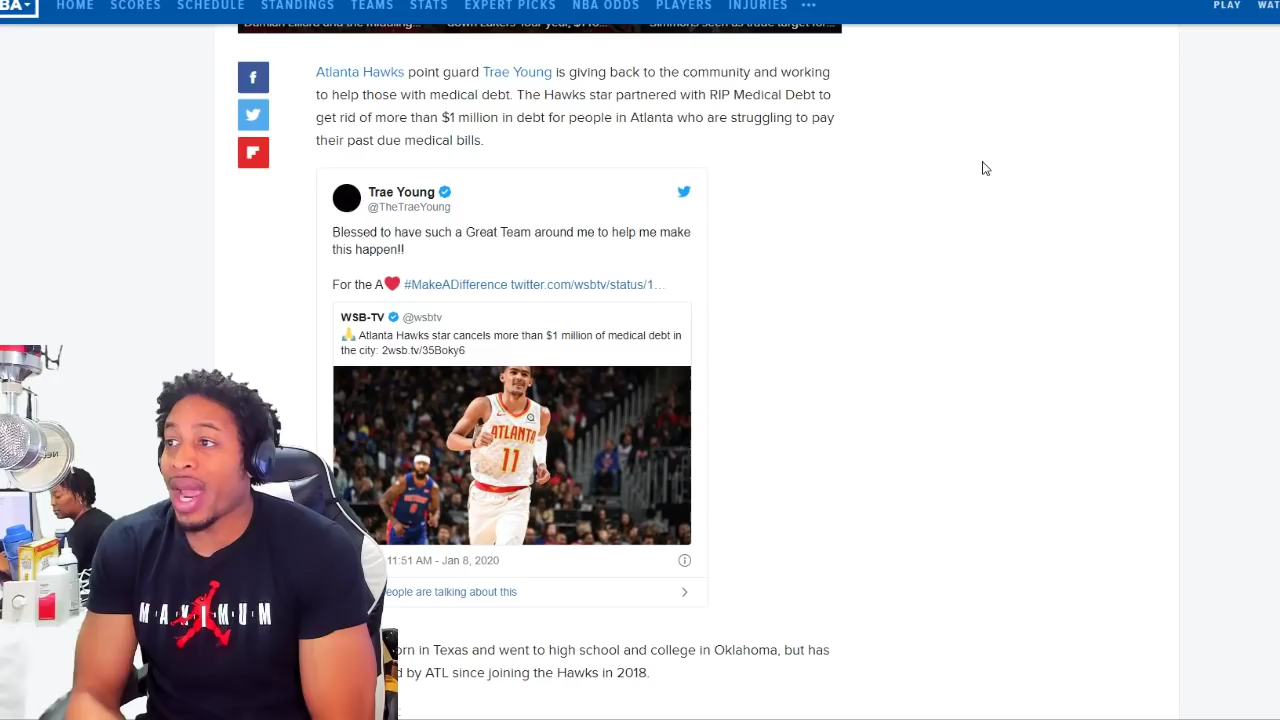 BA
HOME SCORES SCHEDULE STANDINGS TEAMS STATS EXPERT PICKS NBA ODDS PLAYERS INJURIES ••• PLAY WAT
Atlanta Hawks point guard Trae Young is giving back to the community and working
to help those with medical debt. The Hawks star partnered with RIP Medical Debt to
get rid of more than $1 million in debt for people in Atlanta who are struggling to pay
their past due medical bills.
Trae Young
@TheTraeYoung
Blessed to have such a Great Team around me to help me make
this happen!!
For the A❤️ #MakeADifference twitter.com/wsbtv/status/1…
WSB-TV @wsbtv
🙏 Atlanta Hawks star cancels more than $1 million of medical debt in
the city: 2wsb.tv/35Boky6
ATLANTA
11
11:51 AM - Jan 8, 2020
eople are talking about this
MAXIMUM
orn in Texas and went to high school and college in Oklahoma, but has
d by ATL since joining the Hawks in 2018.